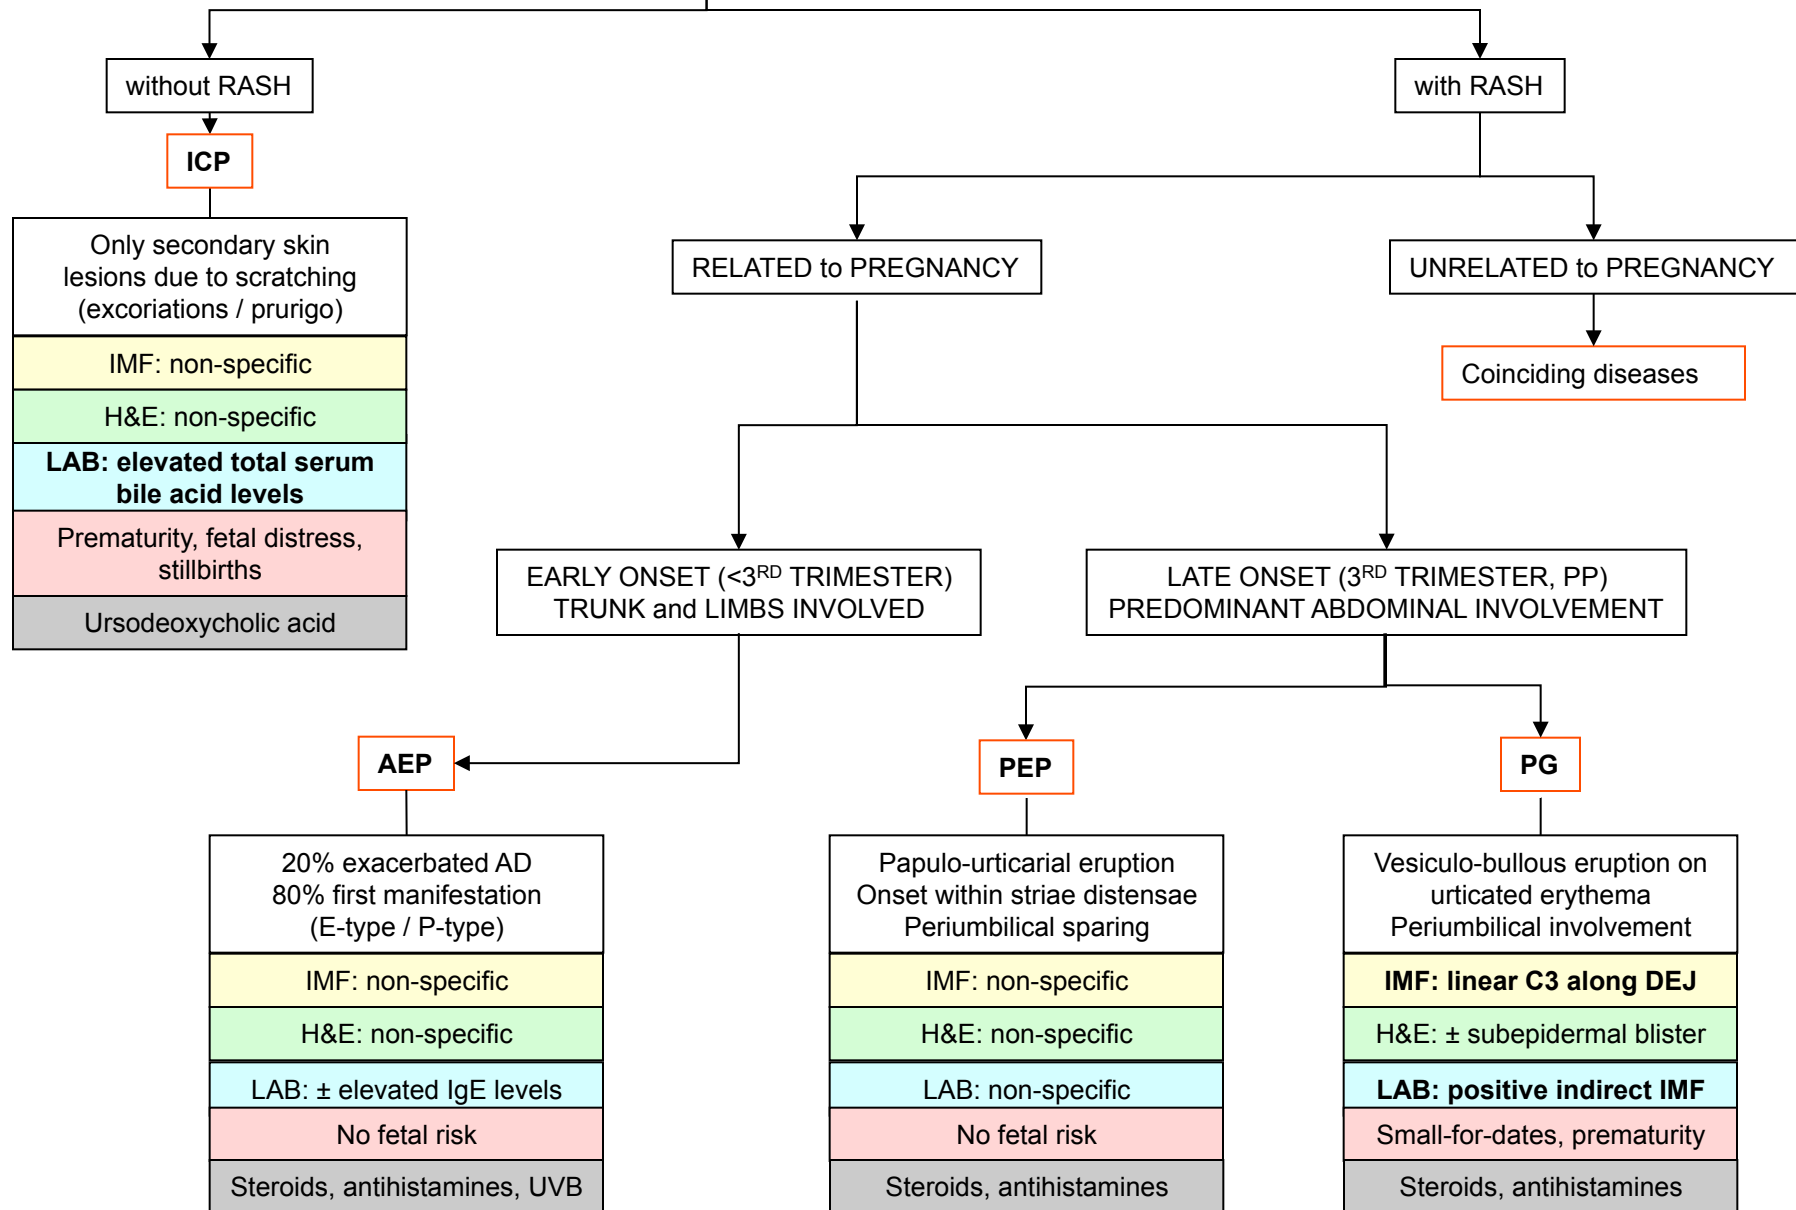 without RASH
with RASH
ICP
Only secondary skin
lesions due to scratching
(excoriations / prurigo)
IMF: non-specific
H&E: non-specific
LAB: elevated total serum
bile acid levels
Prematurity, fetal distress,
stillbirths
Ursodeoxycholic acid
RELATED to PREGNANCY
UNRELATED to PREGNANCY
Coinciding diseases
EARLY ONSET (<3RD TRIMESTER)
TRUNK and LIMBS INVOLVED
LATE ONSET (3RD TRIMESTER, PP)
PREDOMINANT ABDOMINAL INVOLVEMENT
AEP
20% exacerbated AD
80% first manifestation
(E-type / P-type)
IMF: non-specific
H&E: non-specific
LAB: ± elevated IgE levels
No fetal risk
Steroids, antihistamines, UVB
PEP
Papulo-urticarial eruption
Onset within striae distensae
Periumbilical sparing
IMF: non-specific
H&E: non-specific
LAB: non-specific
No fetal risk
Steroids, antihistamines
PG
Vesiculo-bullous eruption on
urticated erythema
Periumbilical involvement
IMF: linear C3 along DEJ
H&E: ± subepidermal blister
LAB: positive indirect IMF
Small-for-dates, prematurity
Steroids, antihistamines